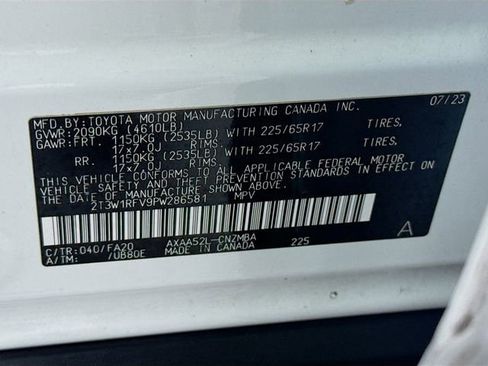 MFD.BY:TOYOTA MOTOR MANUFACTURING CANADA INC. 07/23
GVWR:2090KG (4610LB)
GAWR:FRT. 1150KG (2535LB) WITH 225/65R17 TIRES.
17x7.0J RIMS.
RR. 1150KG (2535LB) WITH 225/65R17 TIRES.
17x7.0J RIMS.
THIS VEHICLE CONFORMS TO ALL APPLICABLE FEDERAL MOTOR
VEHICLE SAFETY, BUMPER, AND THEFT PREVENTION STANDARDS IN EFFECT ON
THE DATE OF MANUFACTURE SHOWN ABOVE.
2T3W1RFV9PW286581 MPV
C/TR:040/FA20 AXAA52L-CNZMBA 225 A
A/TM: /UB80E